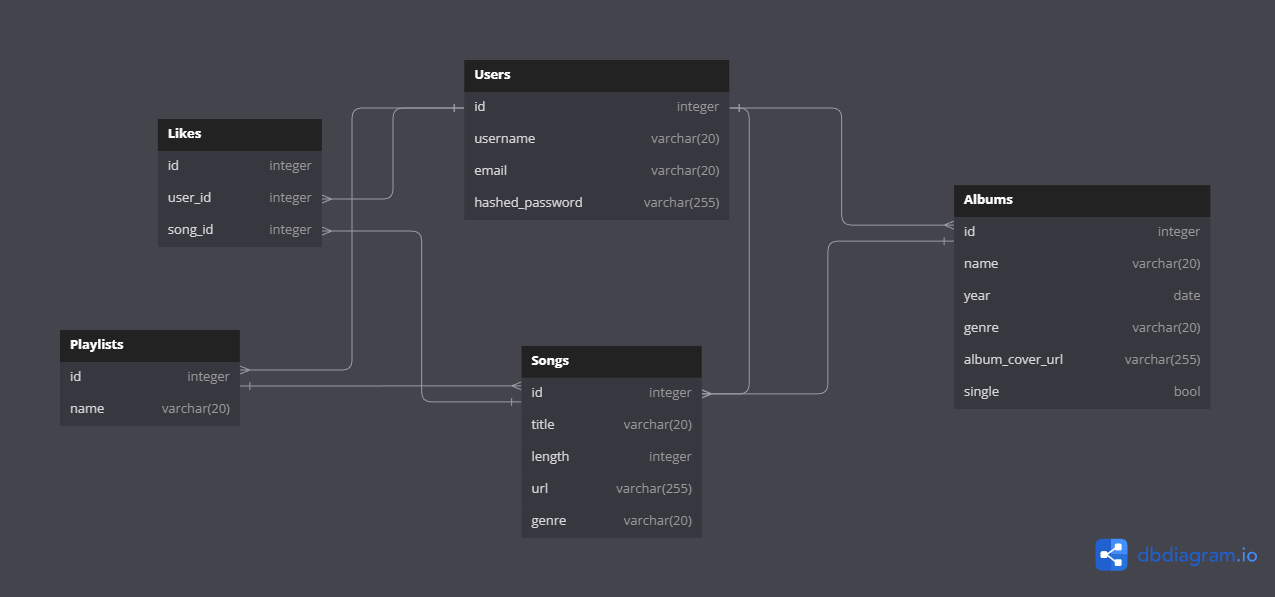 Users
id integer
username varchar(20)
email varchar(20)
hashed_password varchar(255)
Likes
id integer
user_id integer
song_id integer
Albums
id integer
name varchar(20)
year date
genre varchar(20)
album_cover_url varchar(255)
single bool
Playlists
id integer
name varchar(20)
Songs
id integer
title varchar(20)
length integer
url varchar(255)
genre varchar(20)
dbdiagram.io